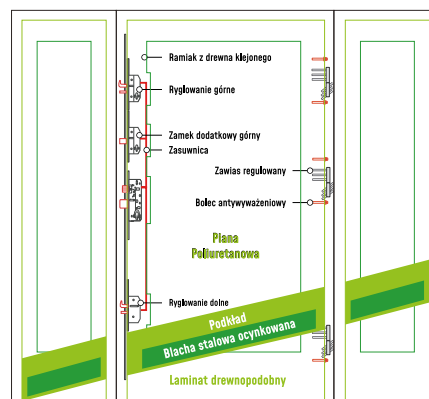 Ramiak z drewna klejonego
Ryglowanie górne
Zamek dodatkowy górny
Zasuwnica
Zawias regulowany
Bolec antywyważeniowy
Piana
Poliuretanowa
Ryglowanie dolne
Podkład
Blacha stalowa ocynkowana
Laminat drewnopodobny